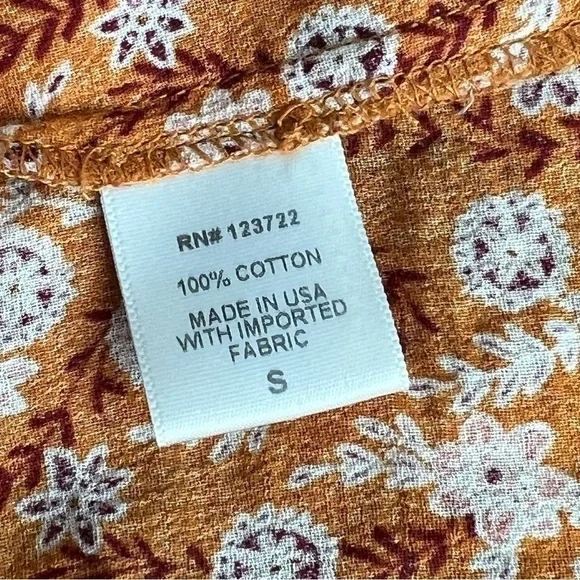 RN# 123722
100% COTTON
MADE IN USA
WITH IMPORTED
FABRIC
S